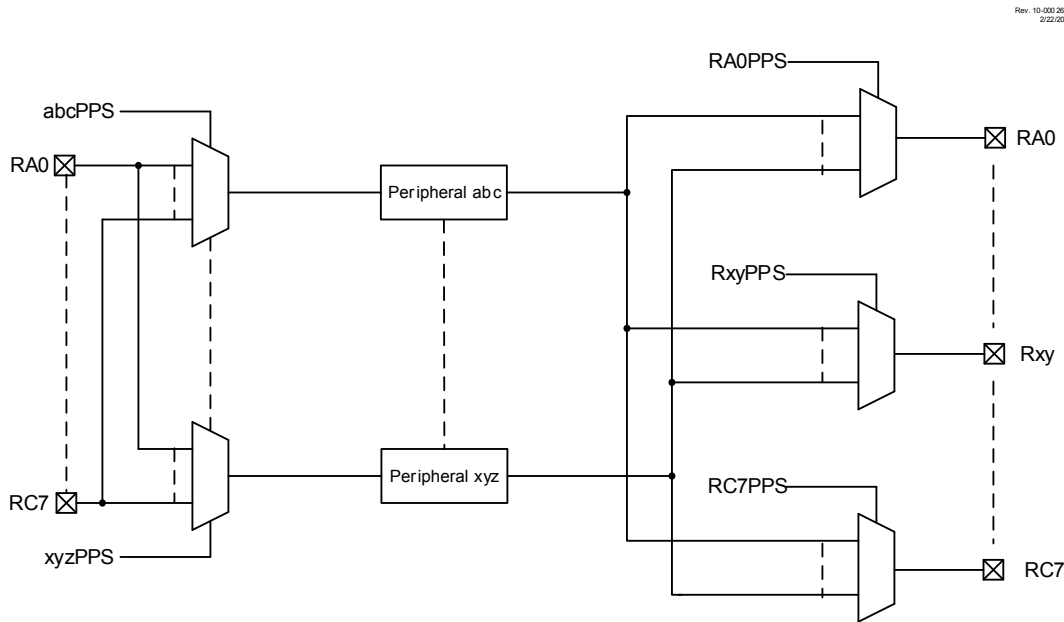 Rev. 10-000 26
2/22/20
RA0PPS
abcPPS
RA0
RA0
Peripheral abc
RxyPPS
Rxy
Peripheral xyz
RC7PPS
RC7
xyzPPS
RC7